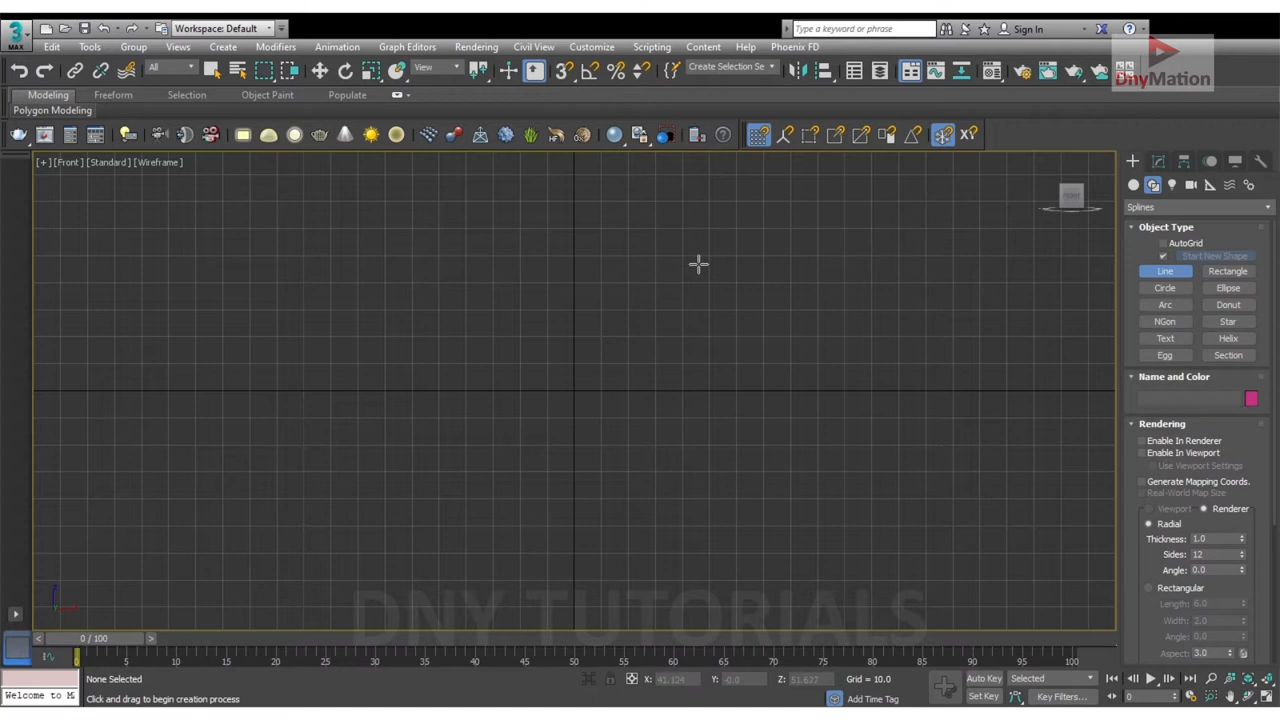 Workspace: Default
Type a keyword or phrase
Sign In
3
MAX
Edit Tools Group Views Create Modifiers Animation Graph Editors Rendering Civil View Customize Scripting Content Help Phoenix FD
DnyMation
All
View
Create Selection Se
Modeling Freeform Selection Object Paint Populate
Polygon Modeling
[+] [Front] [Standard] [Wireframe]
FRONT
Splines
Object Type
AutoGrid
Start New Shape
Line Rectangle
Circle Ellipse
Arc Donut
NGon Star
Text Helix
Egg Section
Name and Color
Rendering
Enable In Renderer
Enable In Viewport
Use Viewport Settings
Generate Mapping Coords.
Real-World Map Size
Viewport Renderer
Radial
Thickness: 1.0
Sides: 12
Angle: 0.0
Rectangular
Length: 6.0
Width: 2.0
Angle: 0.0
Aspect: 3.0
DNY TUTORIALS
< 0 / 100 >
0 5 10 15 20 25 30 35 40 45 50 55 60 65 70 75 80 85 90 95 100
None Selected
X: 41.124 Y: -0.0 Z: 51.627 Grid = 10.0
Auto Key Selected
Welcome to M
Click and drag to begin creation process
Add Time Tag
Set Key Key Filters...
0